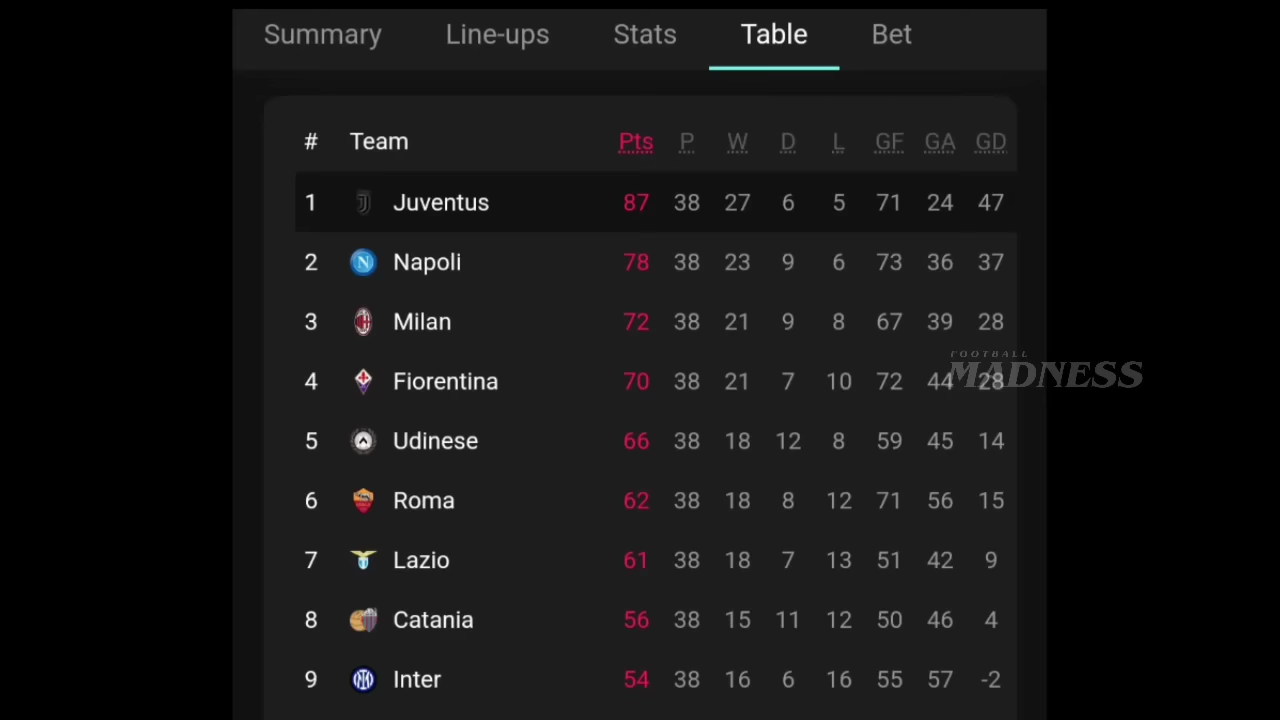 Summary Line-ups Stats Table Bet
# Team Pts P W D L GF GA GD
1 Juventus 87 38 27 6 5 71 24 47
2 Napoli 78 38 23 9 6 73 36 37
3 Milan 72 38 21 9 8 67 39 28
FOOTBALL
MADNESS
4 Fiorentina 70 38 21 7 10 72 44 28
5 Udinese 66 38 18 12 8 59 45 14
6 Roma 62 38 18 8 12 71 56 15
7 Lazio 61 38 18 7 13 51 42 9
8 Catania 56 38 15 11 12 50 46 4
9 Inter 54 38 16 6 16 55 57 -2